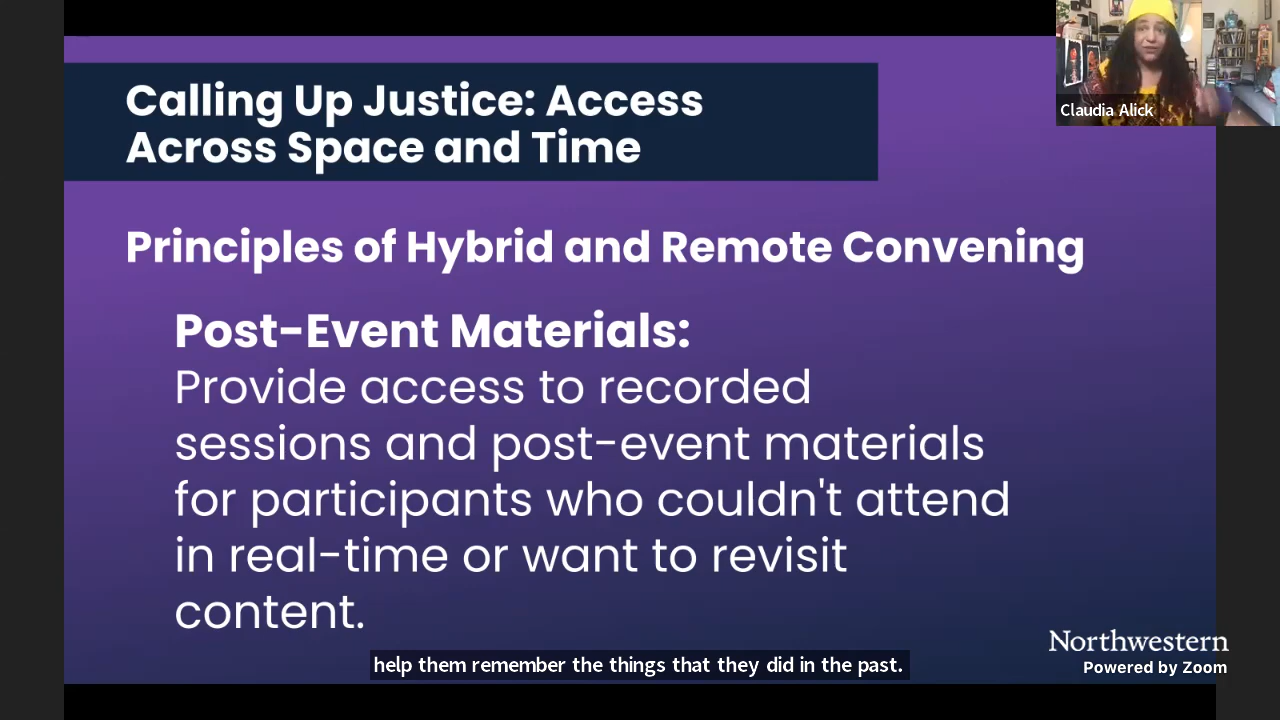 Calling Up Justice: Access
Across Space and Time
Claudia Alick
Principles of Hybrid and Remote Convening
Post-Event Materials:
Provide access to recorded
sessions and post-event materials
for participants who couldn't attend
in real-time or want to revisit
content.
Northwestern
Powered by Zoom
help them remember the things that they did in the past.